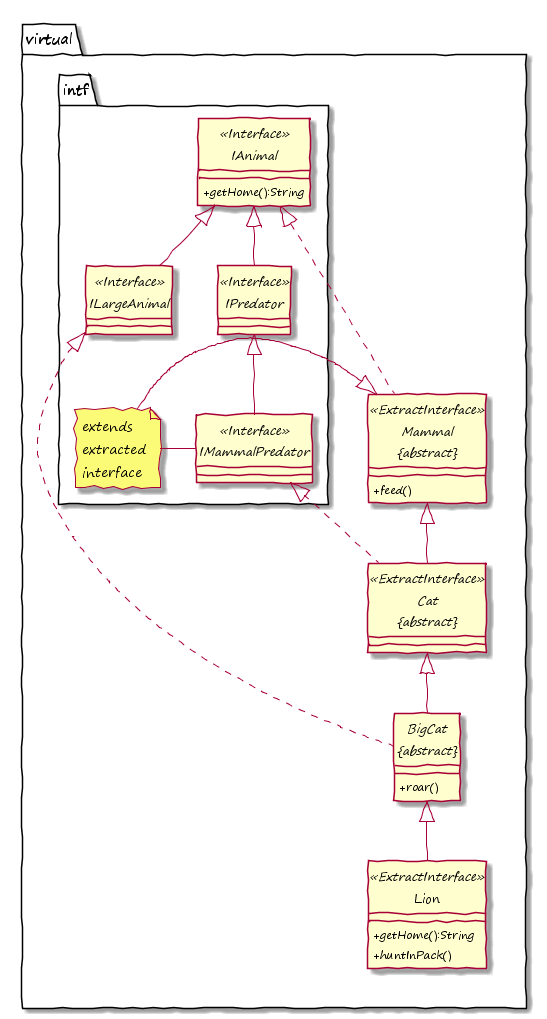 virtual
intf
«Interface»
IAnimal
+getHome():String
«Interface»
ILargeAnimal
«Interface»
IPredator
extends
extracted
interface
«Interface»
IMammalPredator
«ExtractInterface»
Mammal
{abstract}
+feed()
«ExtractInterface»
Cat
{abstract}
BigCat
{abstract}
+roar()
«ExtractInterface»
Lion
+getHome():String
+huntInPack()